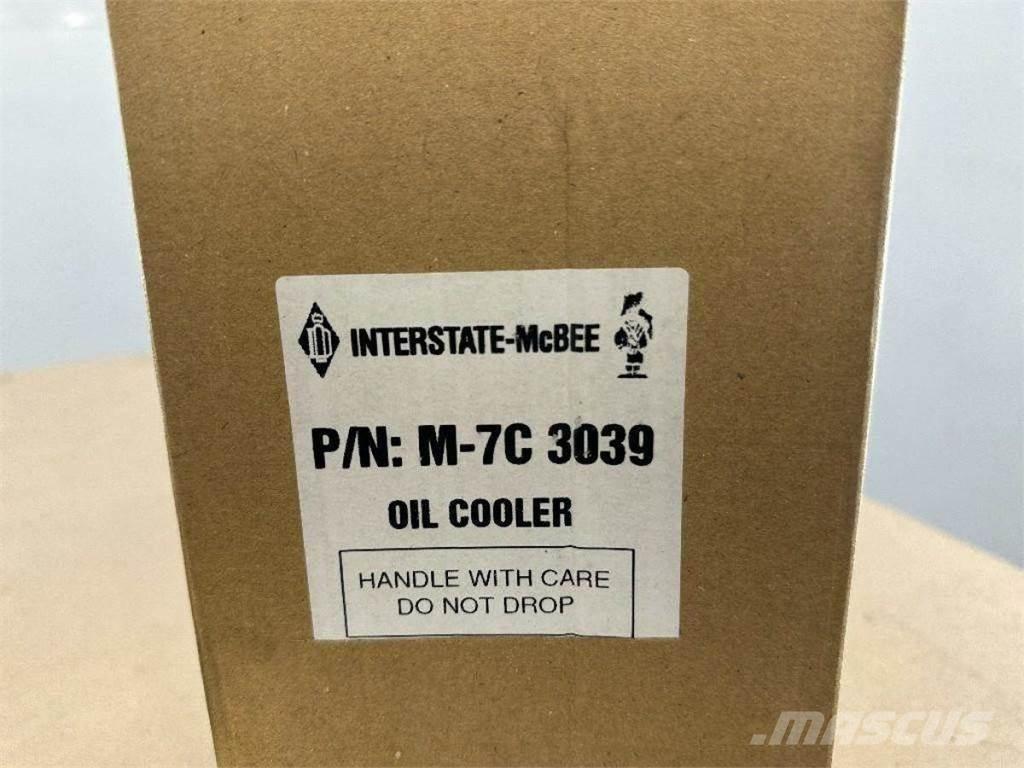 INTERSTATE-McBEE
P/N: M-7C 3039
OIL COOLER
HANDLE WITH CARE
DO NOT DROP
MASCUS